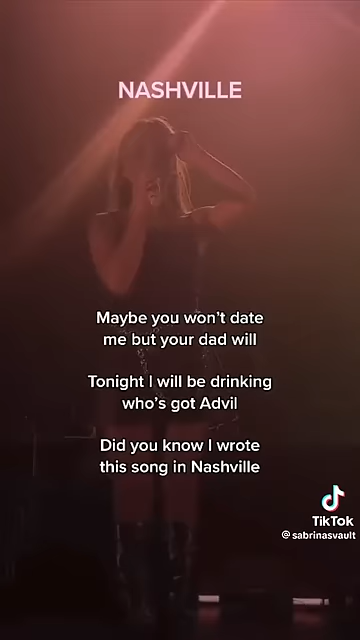 NASHVILLE
Maybe you won't date
me but your dad will
Tonight I will be drinking
who's got Advil
Did you know I wrote
this song in Nashville
TikTok
@sabrinasvault